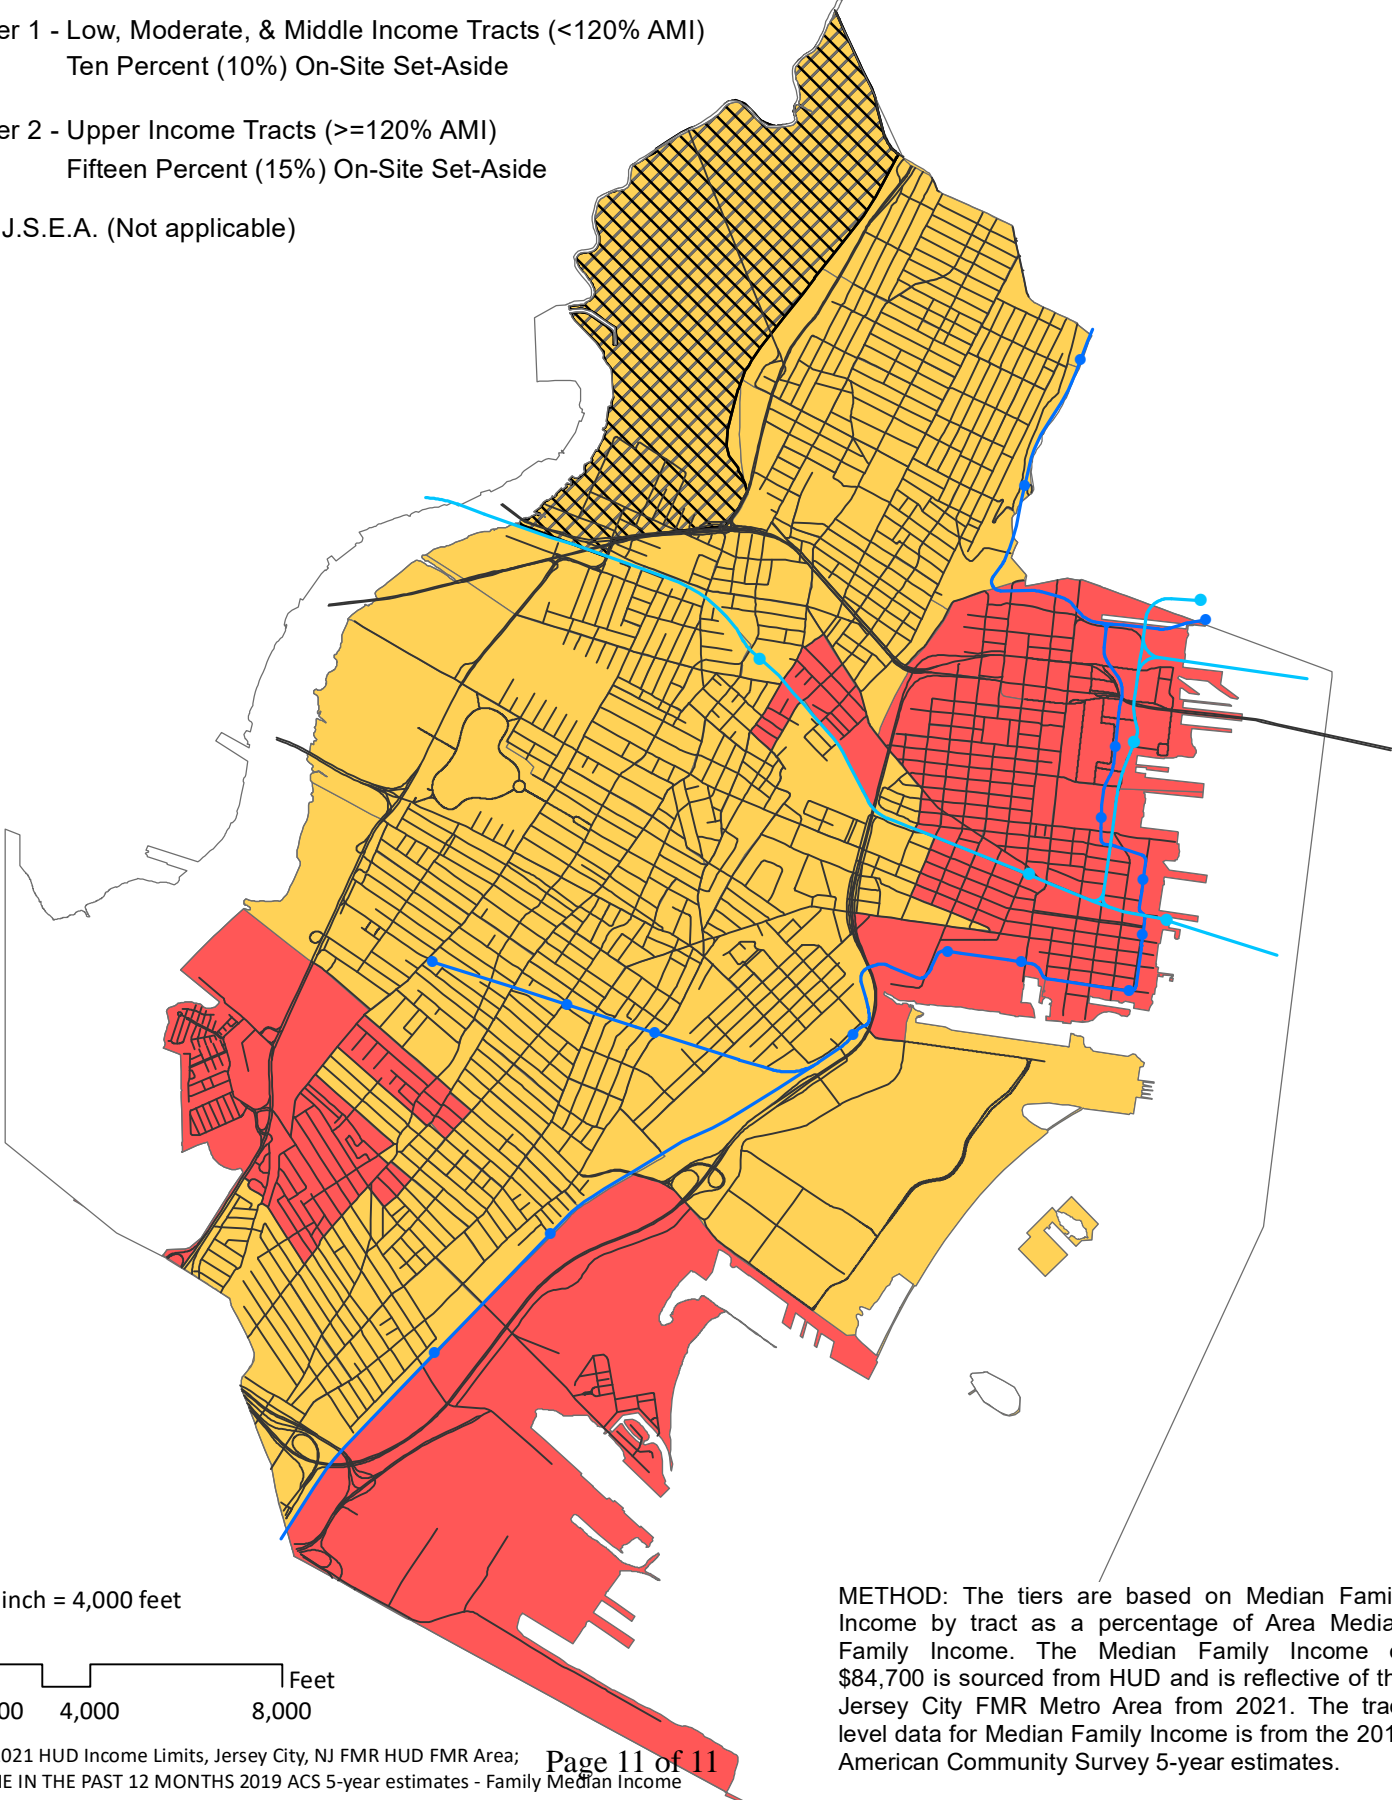 er 1 - Low, Moderate, & Middle Income Tracts (<120% AMI)
Ten Percent (10%) On-Site Set-Aside
er 2 - Upper Income Tracts (>=120% AMI)
Fifteen Percent (15%) On-Site Set-Aside
J.S.E.A. (Not applicable)
inch = 4,000 feet
Feet
00 4,000 8,000
021 HUD Income Limits, Jersey City, NJ FMR HUD FMR Area;
IE IN THE PAST 12 MONTHS 2019 ACS 5-year estimates - Family Median Income
Page 11 of 11
METHOD: The tiers are based on Median Fami
Income by tract as a percentage of Area Media
Family Income. The Median Family Income
$84,700 is sourced from HUD and is reflective of th
Jersey City FMR Metro Area from 2021. The trac
level data for Median Family Income is from the 201
American Community Survey 5-year estimates.